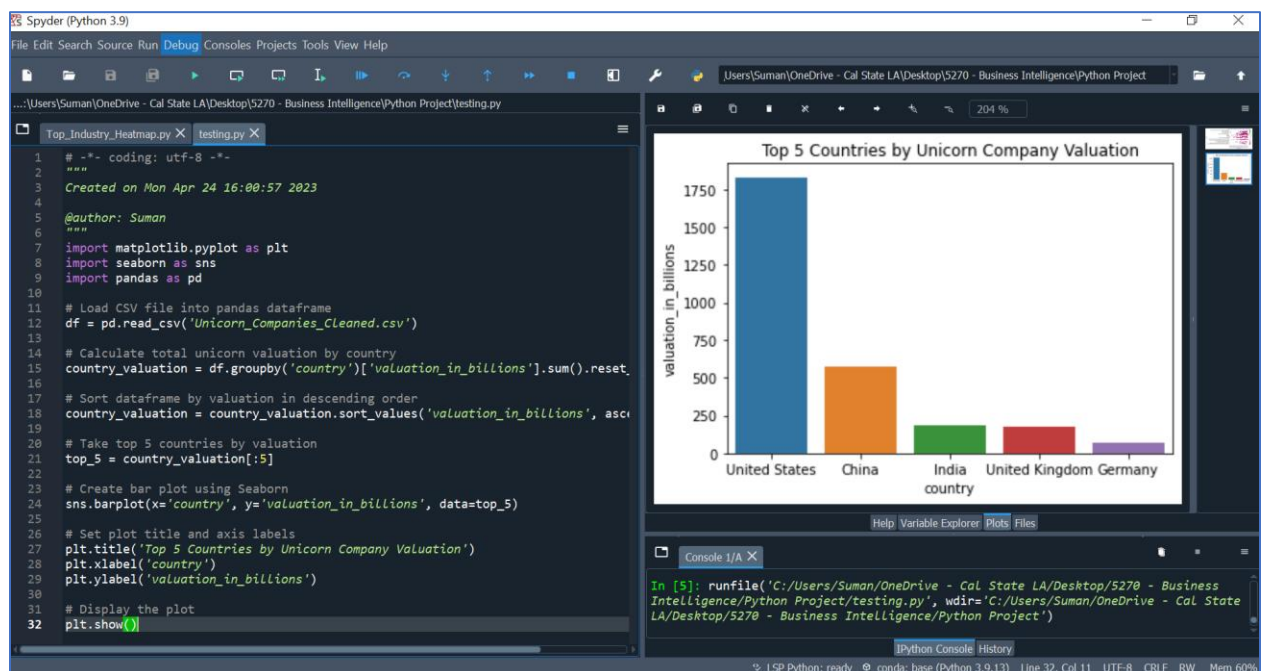 Spyder (Python 3.9)
File Edit Search Source Run Debug Consoles Projects Tools View Help
Users\Suman\OneDrive - Cal State LA\Desktop\5270 - Business Intelligence\Python Project
...:\Users\Suman\OneDrive - Cal State LA\Desktop\5270 - Business Intelligence\Python Project\testing.py
Top_Industry_Heatmap.py X testing.py X
1 # -*- coding: utf-8 -*-
2 """
3 Created on Mon Apr 24 16:00:57 2023
4
5 @author: Suman
6 """
7 import matplotlib.pyplot as plt
8 import seaborn as sns
9 import pandas as pd
10
11 # Load CSV file into pandas dataframe
12 df = pd.read_csv('Unicorn_Companies_Cleaned.csv')
13
14 # Calculate total unicorn valuation by country
15 country_valuation = df.groupby('country')['valuation_in_billions'].sum().reset_
16
17 # Sort dataframe by valuation in descending order
18 country_valuation = country_valuation.sort_values('valuation_in_billions', asce
19
20 # Take top 5 countries by valuation
21 top_5 = country_valuation[:5]
22
23 # Create bar plot using Seaborn
24 sns.barplot(x='country', y='valuation_in_billions', data=top_5)
25
26 # Set plot title and axis labels
27 plt.title('Top 5 Countries by Unicorn Company Valuation')
28 plt.xlabel('country')
29 plt.ylabel('valuation_in_billions')
30
31 # Display the plot
32 plt.show()
204 %
Top 5 Countries by Unicorn Company Valuation
valuation_in_billions
1750
1500
1250
1000
750
500
250
0
United States China India United Kingdom Germany
country
Help Variable Explorer Plots Files
Console 1/A X
In [5]: runfile('C:/Users/Suman/OneDrive - Cal State LA/Desktop/5270 - Business
Intelligence/Python Project/testing.py', wdir='C:/Users/Suman/OneDrive - Cal State
LA/Desktop/5270 - Business Intelligence/Python Project')
IPython Console History
LSP Python: ready conda: base (Python 3.9.13) Line 32, Col 11 UTF-8 CRLF RW Mem 60%